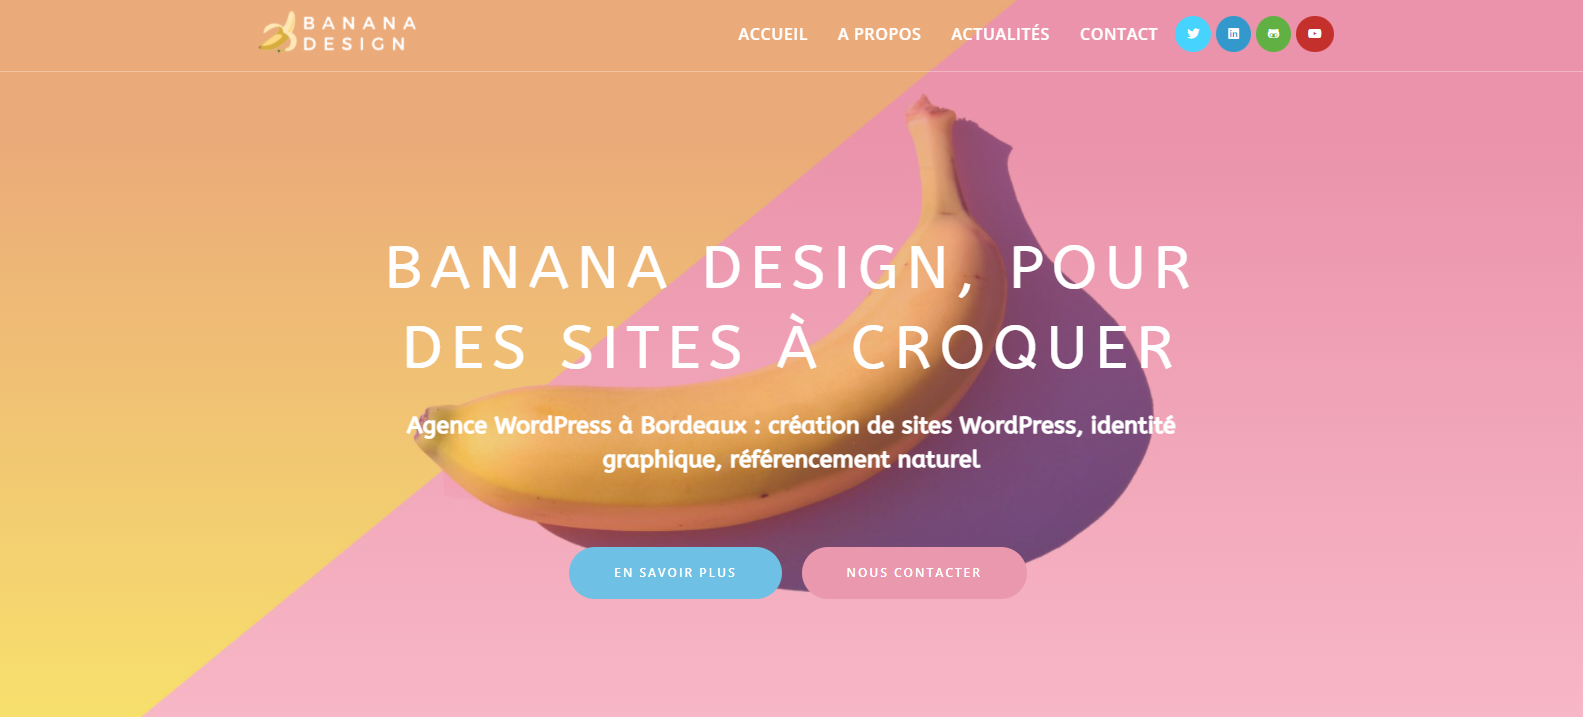 BANANA
DESIGN
ACCUEIL
A PROPOS
ACTUALITÉS
CONTACT
BANANA DESIGN, POUR
DES SITES À CROQUER
Agence WordPress à Bordeaux : création de sites WordPress, identité
graphique, référencement naturel
EN SAVOIR PLUS
NOUS CONTACTER